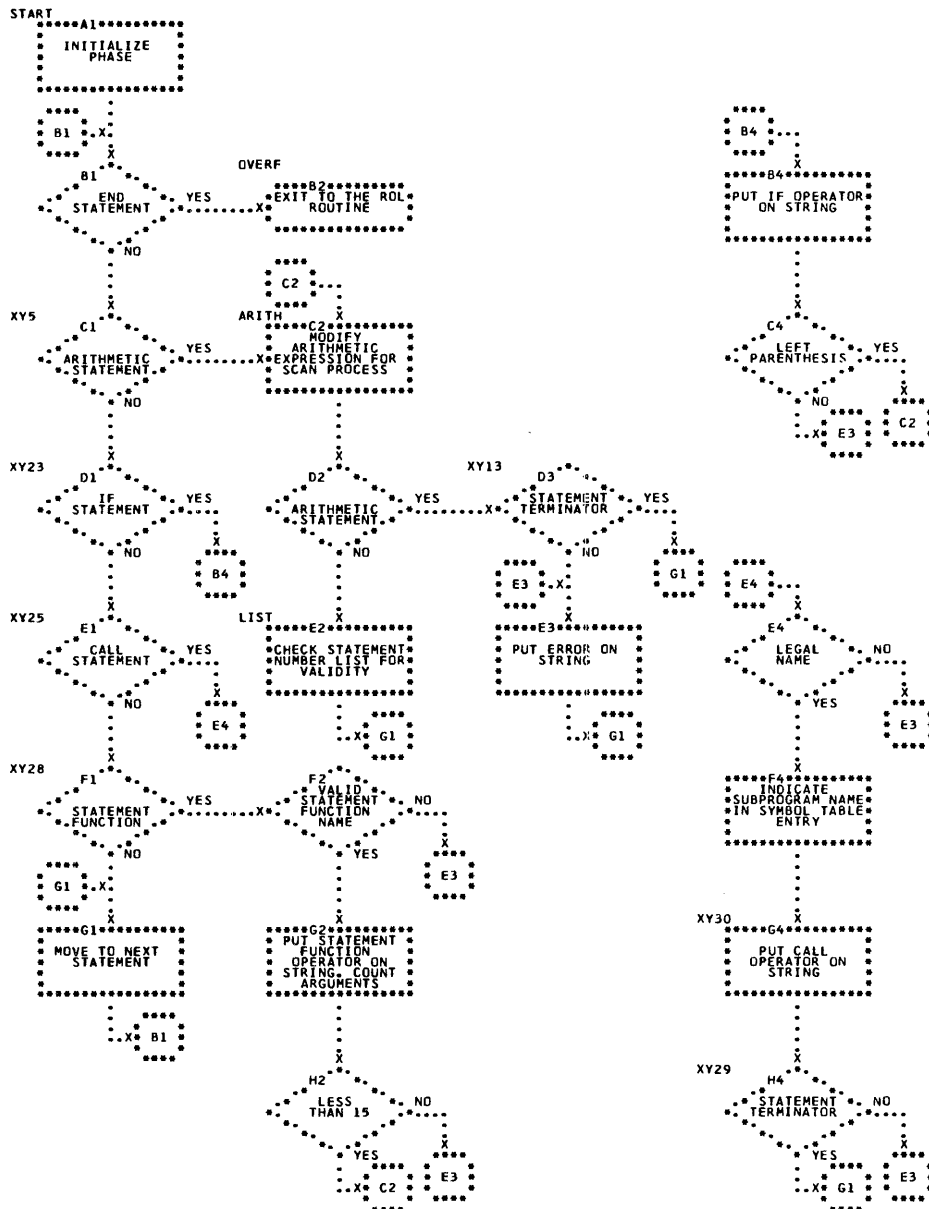 START
A1
INITIALIZE
PHASE
B1
B4
B1
OVERF
B4
END
STATEMENT
YES
B2
EXIT TO THE ROL
ROUTINE
PUT IF OPERATOR
ON STRING
NO
C2
XY5
C1
ARITH
C2
C4
ARITHMETIC
STATEMENT
YES
MODIFY
ARITHMETIC
EXPRESSION FOR
SCAN PROCESS
LEFT
PARENTHESIS
YES
NO
NO
E3
C2
XY23
D1
D2
XY13
D3
IF
STATEMENT
YES
ARITHMETIC
STATEMENT
YES
STATEMENT
TERMINATOR
YES
NO
NO
B4
E3
G1
E4
XY25
E1
LIST
E2
E3
E4
CALL
STATEMENT
YES
CHECK STATEMENT
NUMBER LIST FOR
VALIDITY
PUT ERROR ON
STRING
LEGAL
NAME
NO
NO
YES
E4
G1
G1
E3
XY28
F1
F2
F4
STATEMENT
FUNCTION
YES
VALID
STATEMENT
FUNCTION
NAME
NO
INDICATE
SUBPROGRAM NAME
IN SYMBOL TABLE
ENTRY
NO
YES
G1
E3
G1
G2
XY30
G4
MOVE TO NEXT
STATEMENT
PUT STATEMENT
FUNCTION
OPERATOR ON
STRING. COUNT
ARGUMENTS
PUT CALL
OPERATOR ON
STRING
B1
H2
XY29
H4
LESS
THAN 15
NO
STATEMENT
TERMINATOR
NO
YES
YES
C2
E3
G1
E3